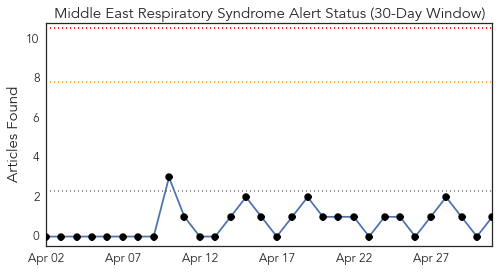 Middle East Respiratory Syndrome Alert Status (30-Day Window)
Articles Found
10
8
6
4
2
0
Apr 02 Apr 07 Apr 12 Apr 17 Apr 22 Apr 27